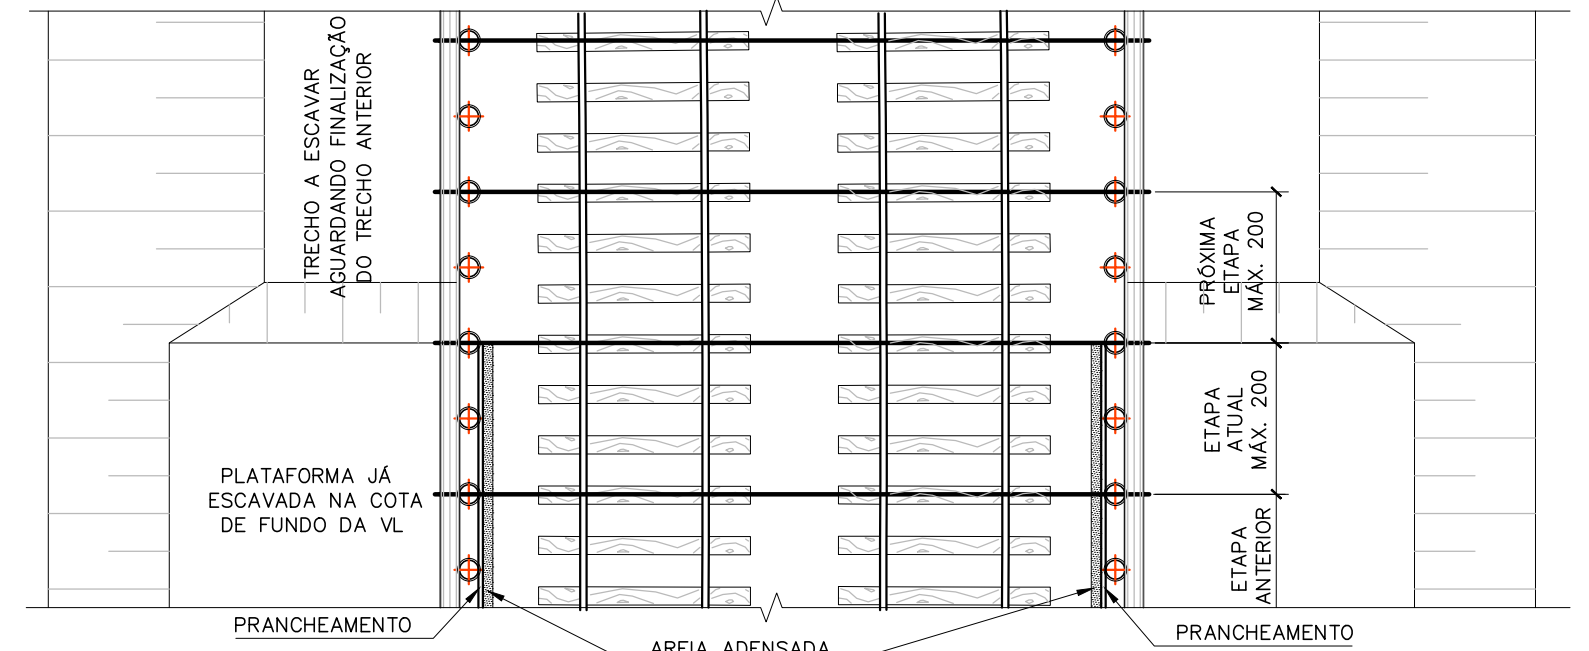 TRECHO A ESCAVAR
AGUARDANDO FINALIZAÇÃO
DO TRECHO ANTERIOR
PRÓXIMA
ETAPA
MÁX. 200
ETAPA
ATUAL
MÁX. 200
PLATAFORMA JÁ
ESCAVADA NA COTA
DE FUNDO DA VL
ETAPA
ANTERIOR
PRANCHEAMENTO
AREIA ADENSADA
PRANCHEAMENTO